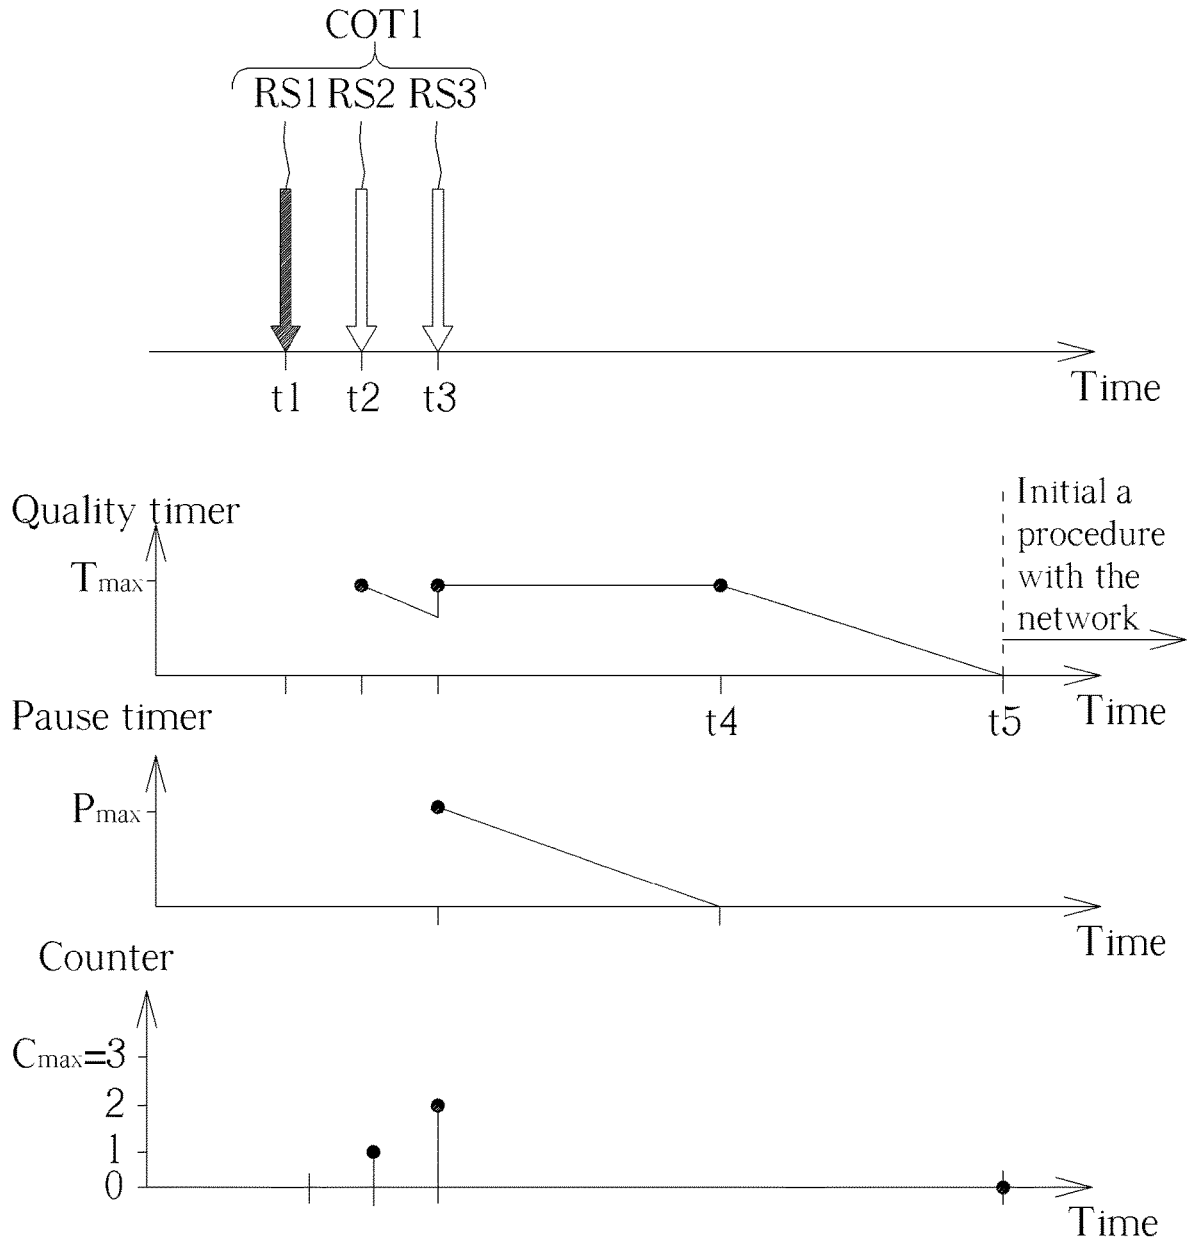 COT1
RS1 RS2 RS3
t1 t2 t3
Time
Quality timer
Tmax
Initial a
procedure
with the
network
t4 t5 Time
Pause timer
Pmax
Time
Counter
Cmax=3
2
1
0
Time